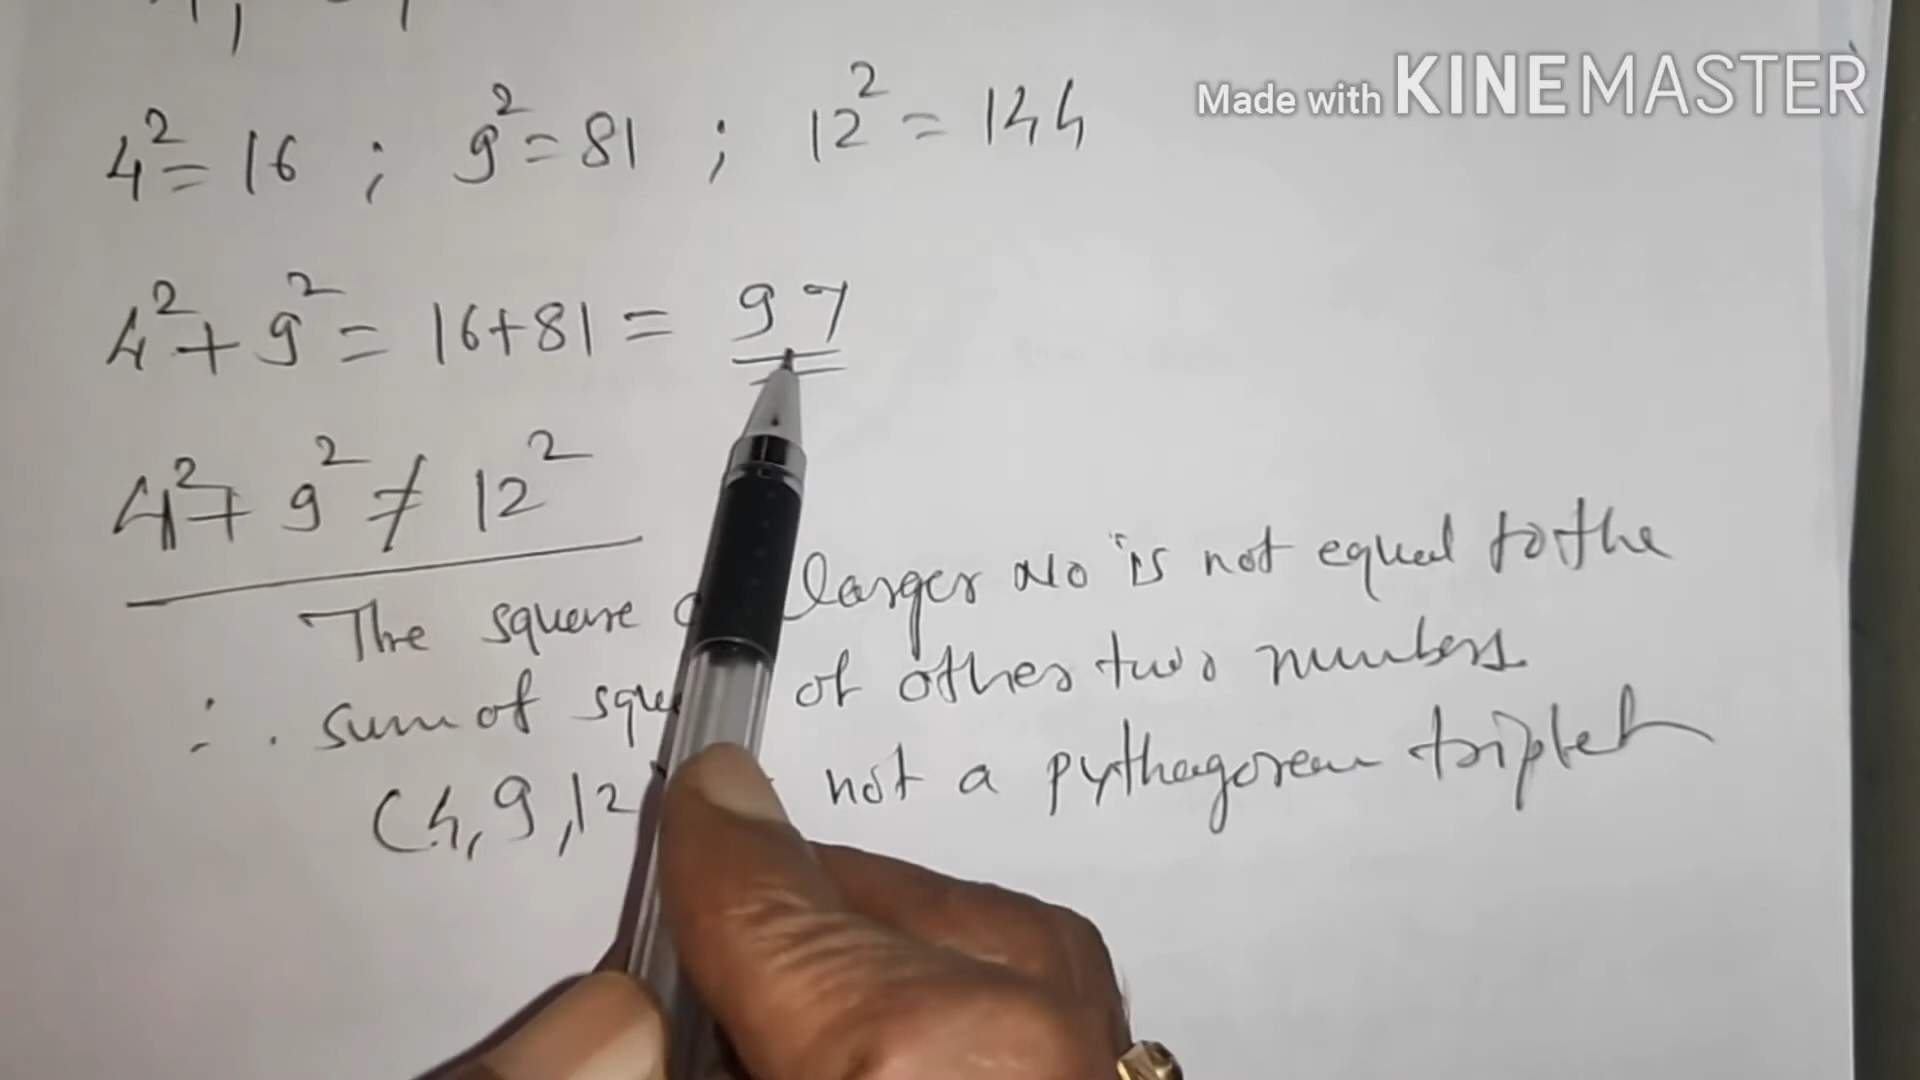 Made with KINEMASTER
4² = 16 ; 9² = 81 ; 12² = 144
4² + 9² = 16+81 = 97
4² + 9² ≠ 12²
The square larger No is not equal to the
∴ sum of of other two numbers
(4, 9, 12 not a pythagorean triplet